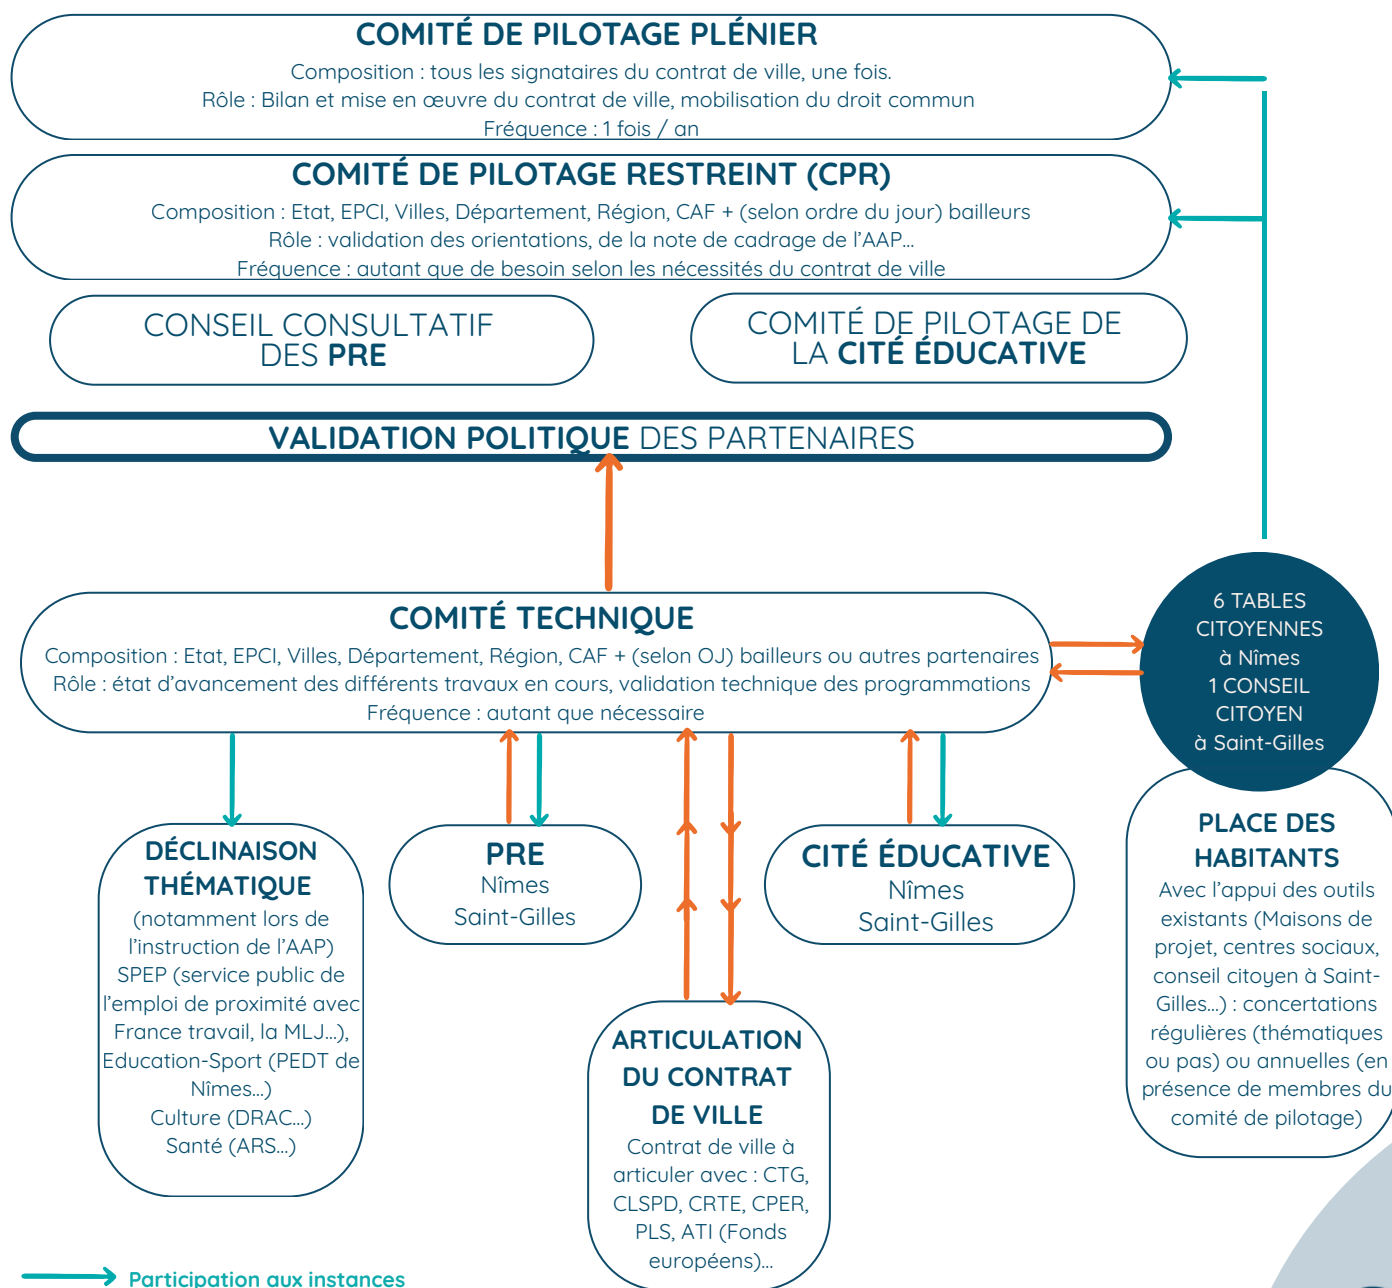 COMITÉ DE PILOTAGE PLÉNIER
Composition : tous les signataires du contrat de ville, une fois.
Rôle : Bilan et mise en œuvre du contrat de ville, mobilisation du droit commun
Fréquence : 1 fois / an
COMITÉ DE PILOTAGE RESTREINT (CPR)
Composition : Etat, EPCI, Villes, Département, Région, CAF + (selon ordre du jour) bailleurs
Rôle : validation des orientations, de la note de cadrage de l'AAP...
Fréquence : autant que de besoin selon les nécessités du contrat de ville
CONSEIL CONSULTATIF
DES PRE
COMITÉ DE PILOTAGE DE
LA CITÉ ÉDUCATIVE
VALIDATION POLITIQUE DES PARTENAIRES
COMITÉ TECHNIQUE
Composition : Etat, EPCI, Villes, Département, Région, CAF + (selon OJ) bailleurs ou autres partenaires
Rôle : état d'avancement des différents travaux en cours, validation technique des programmations
Fréquence : autant que nécessaire
6 TABLES
CITOYENNES
à Nîmes
1 CONSEIL
CITOYEN
à Saint-Gilles
DÉCLINAISON
THÉMATIQUE
(notamment lors de
l'instruction de l'AAP)
SPEP (service public de
l'emploi de proximité avec
France travail, la MLJ...),
Education-Sport (PEDT de
Nîmes...)
Culture (DRAC...)
Santé (ARS...)
PRE
Nîmes
Saint-Gilles
ARTICULATION
DU CONTRAT
DE VILLE
Contrat de ville à
articuler avec : CTG,
CLSPD, CRTE, CPER,
PLS, ATI (Fonds
européens)...
CITÉ ÉDUCATIVE
Nîmes
Saint-Gilles
PLACE DES
HABITANTS
Avec l'appui des outils
existants (Maisons de
projet, centres sociaux,
conseil citoyen à Saint-
Gilles...) : concertations
régulières (thématiques
ou pas) ou annuelles (en
présence de membres du
comité de pilotage)
Participation aux instances